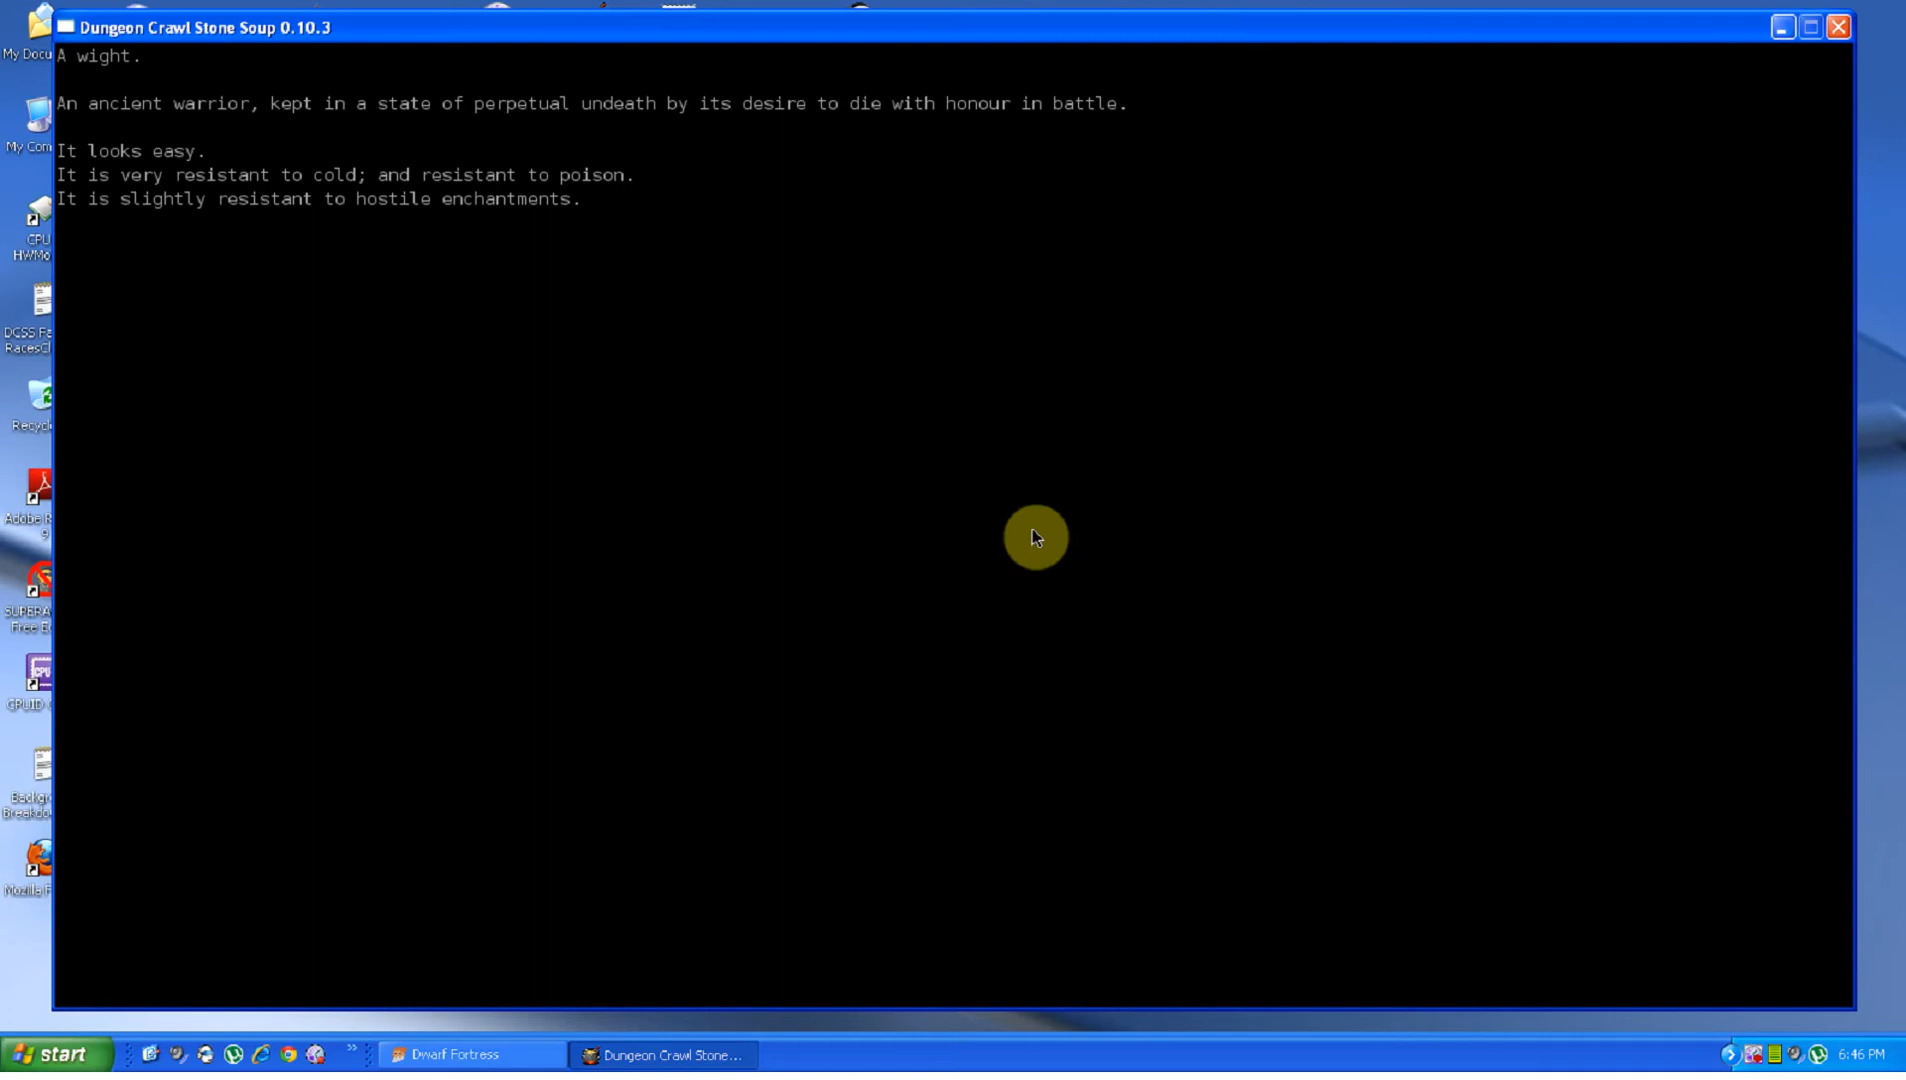 Dungeon Crawl Stone Soup 0.10.3
A wight.
An ancient warrior, kept in a state of perpetual undeath by its desire to die with honour in battle.
It looks easy.
It is very resistant to cold; and resistant to poison.
It is slightly resistant to hostile enchantments.
My Docu
My Com
CPU
HWMo
DCSS Fe
RacesCl
Recycl
Adobe R
9
SUPERA
Free E
CPUID
Backgr
Breakdo
Mozilla F
start
Dwarf Fortress
Dungeon Crawl Stone...
6:46 PM